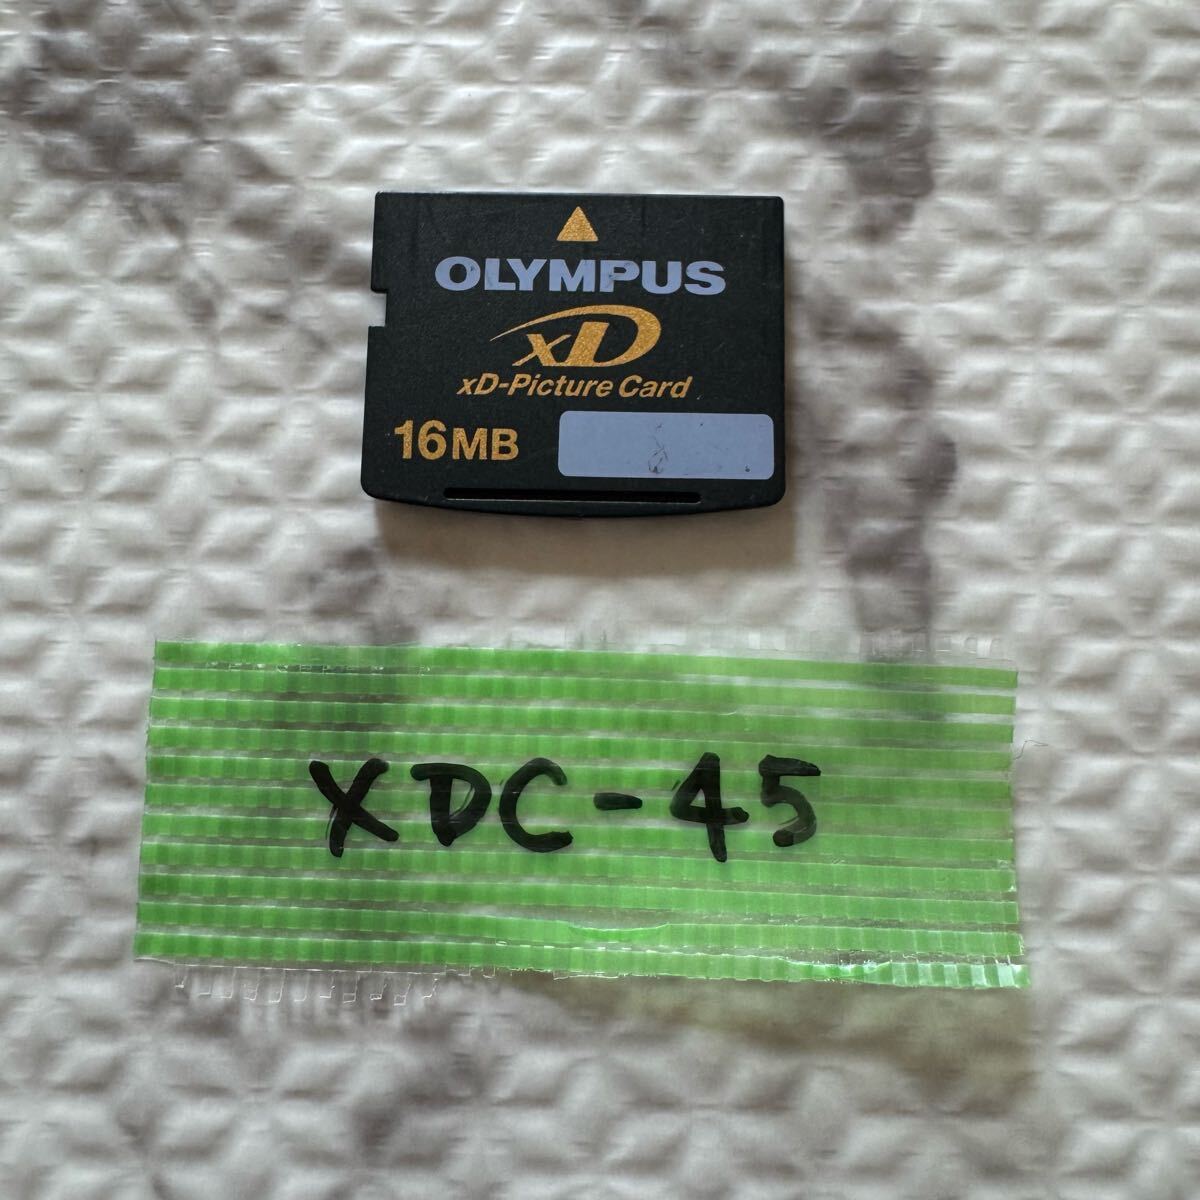 OLYMPUS
xD
xD-Picture Card
16MB
XDC-45